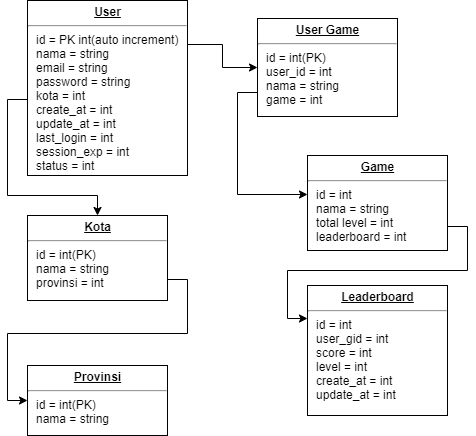 User
id = PK int(auto increment)
nama = string
email = string
password = string
kota = int
create_at = int
update_at = int
last_login = int
session_exp = int
status = int
User Game
id = int(PK)
user_id = int
nama = string
game = int
Game
id = int
nama = string
total level = int
leaderboard = int
Kota
id = int(PK)
nama = string
provinsi = int
Leaderboard
id = int
user_gid = int
score = int
level = int
create_at = int
update_at = int
Provinsi
id = int(PK)
nama = string